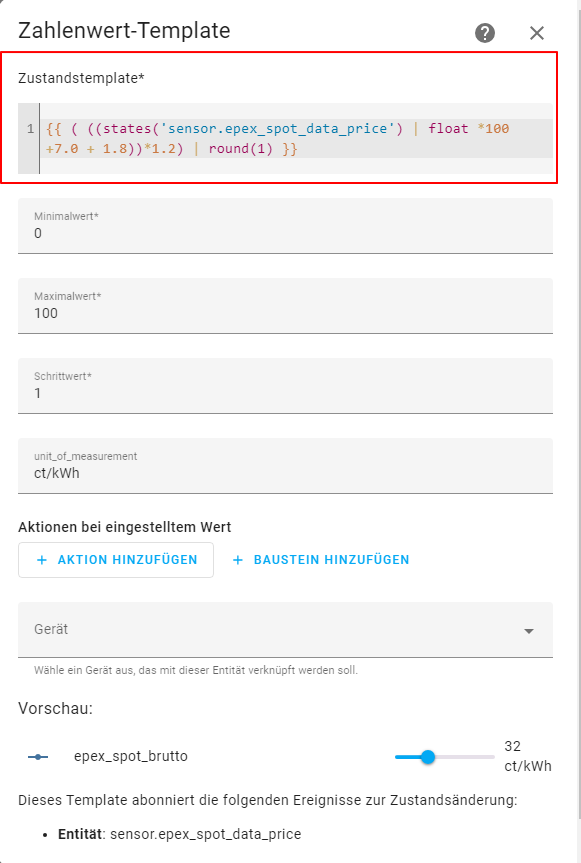 Zahlenwert-Template
Zustandstemplate*
1 {{ ( ((states('sensor.epex_spot_data_price') | float *100
+7.0 + 1.8))*1.2) | round(1) }}
Minimalwert*
0
Maximalwert*
100
Schrittwert*
1
unit_of_measurement
ct/kWh
Aktionen bei eingestelltem Wert
+ AKTION HINZUFÜGEN + BAUSTEIN HINZUFÜGEN
Gerät
Wähle ein Gerät aus, das mit dieser Entität verknüpft werden soll.
Vorschau:
epex_spot_brutto 32
ct/kWh
Dieses Template abonniert die folgenden Ereignisse zur Zustandsänderung:
• Entität: sensor.epex_spot_data_price